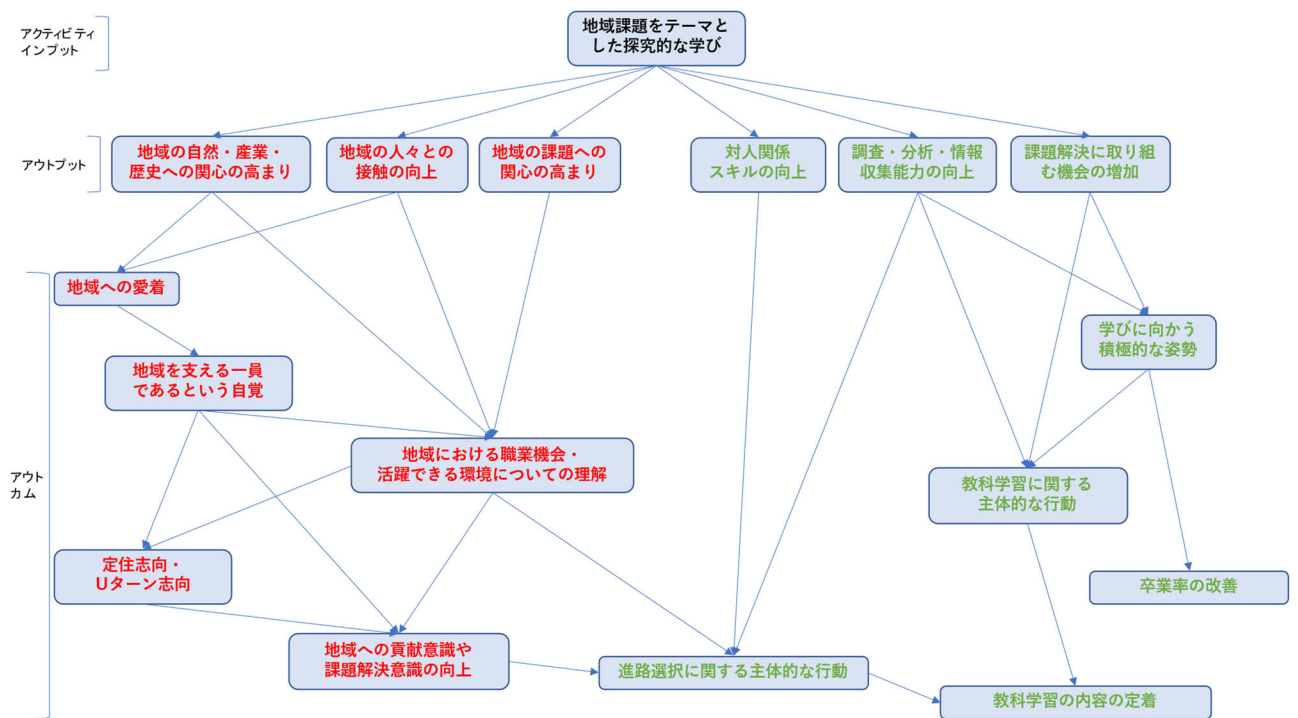 アクティビティ
インプット
地域課題をテーマと
した探究的な学び
アウトプット
地域の自然・産業・
歴史への関心の高まり
地域の人々との
接触の向上
地域の課題への
関心の高まり
対人関係
スキルの向上
調査・分析・情報
収集能力の向上
課題解決に取り組
む機会の増加
アウト
カム
地域への愛着
学びに向かう
積極的な姿勢
地域を支える一員
であるという自覚
地域における職業機会・
活躍できる環境についての理解
教科学習に関する
主体的な行動
定住志向・
Uターン志向
卒業率の改善
地域への貢献意識や
課題解決意識の向上
進路選択に関する主体的な行動
教科学習の内容の定着